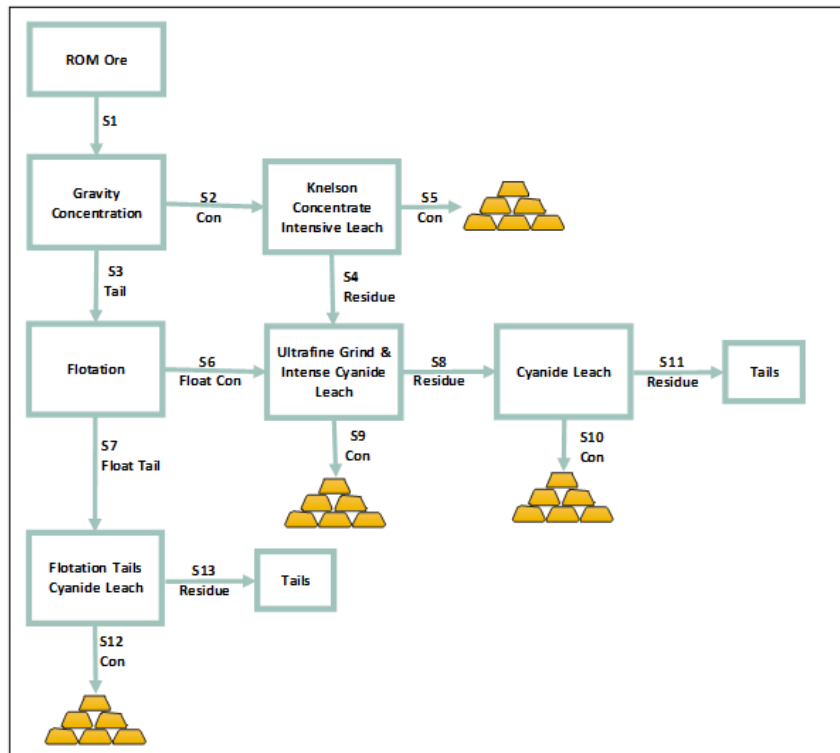 ROM Ore
S1
Gravity
Concentration
S2
Con
Knelson
Concentrate
Intensive Leach
S5
Con
S3
Tail
S4
Residue
Flotation
S6
Float Con
Ultrafine Grind &
Intense Cyanide
Leach
S8
Residue
Cyanide Leach
S11
Residue
Tails
S7
Float Tail
S9
Con
S10
Con
Flotation Tails
Cyanide Leach
S13
Residue
Tails
S12
Con